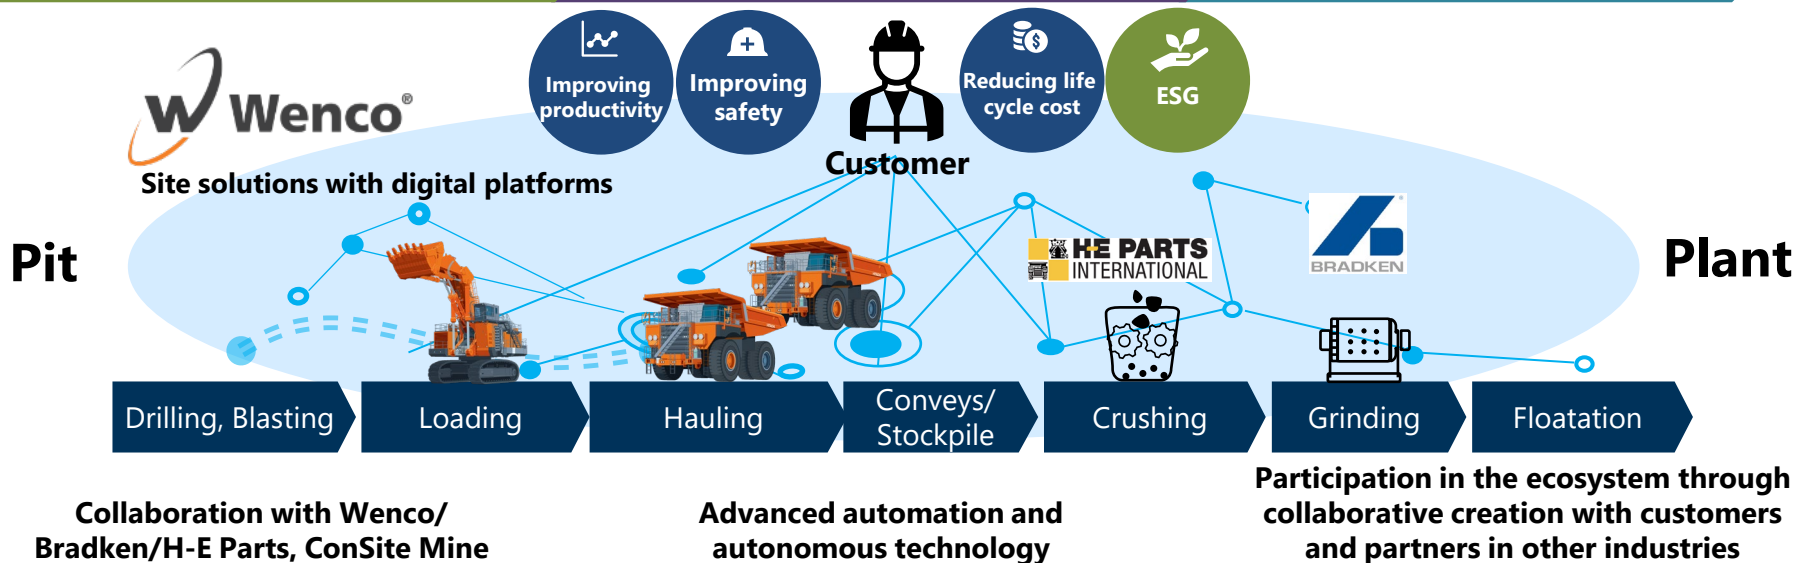 Improving
productivity
Improving
safety
Reducing life
cycle cost
ESG
Wenco®
Customer
Site solutions with digital platforms
Pit
H-E PARTS
INTERNATIONAL
BRADKEN
Plant
Drilling, Blasting
Loading
Hauling
Conveys/
Stockpile
Crushing
Grinding
Floatation
Collaboration with Wenco/
Bradken/H-E Parts, ConSite Mine
Advanced automation and
autonomous technology
Participation in the ecosystem through
collaborative creation with customers
and partners in other industries